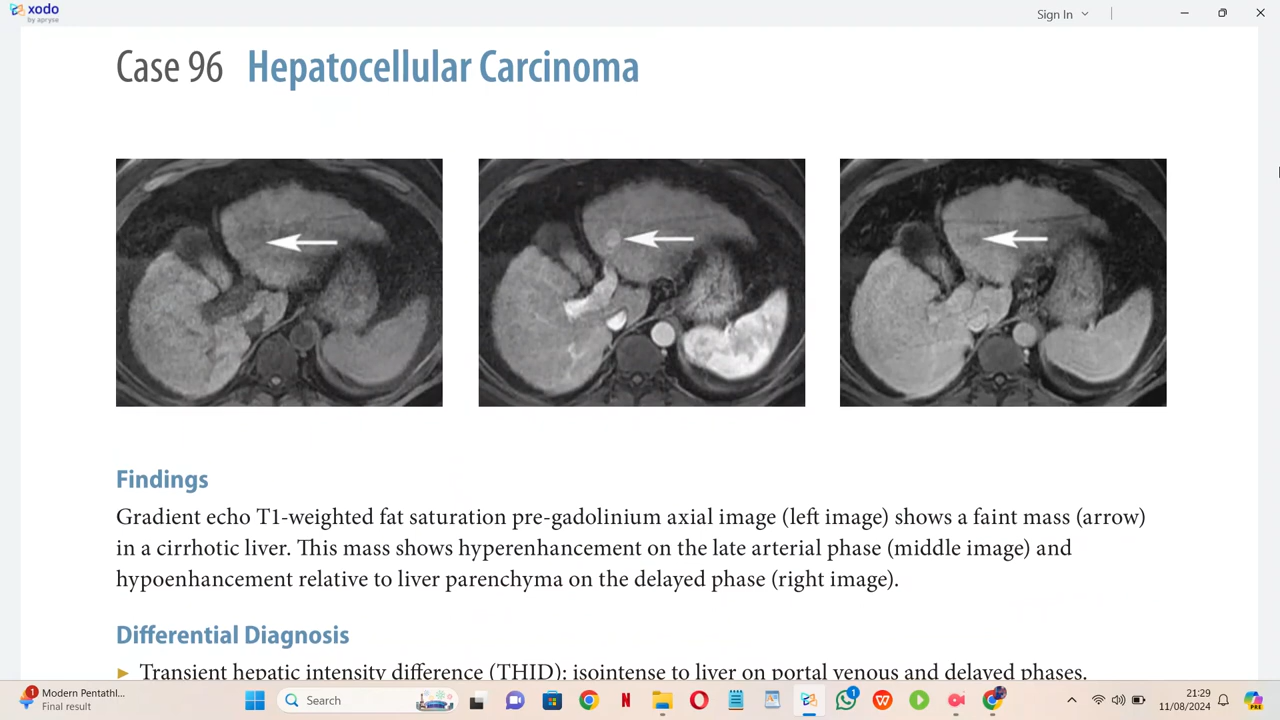 xodo
by apryse
Sign In
Case 96 Hepatocellular Carcinoma
Findings
Gradient echo T1-weighted fat saturation pre-gadolinium axial image (left image) shows a faint mass (arrow)
in a cirrhotic liver. This mass shows hyperenhancement on the late arterial phase (middle image) and
hypoenhancement relative to liver parenchyma on the delayed phase (right image).
Differential Diagnosis
► Transient hepatic intensity difference (THID): isointense to liver on portal venous and delayed phases.
1
Modern Pentathl...
Final result
Search
1
21:29
11/08/2024
PRE